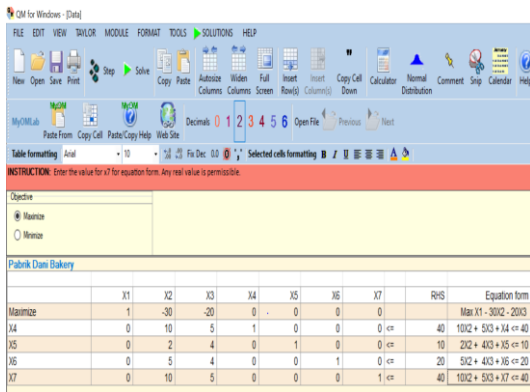 QM for Windows - [Data]
FILE EDIT VIEW TAYLOR MODULE FORMAT TOOLS SOLUTIONS HELP
New Open Save Print Step Solve Copy Paste Autosize Columns Widen Columns Full Screen Insert Row(s) Insert Column(s) Copy Cell Down Calculator Normal Distribution Comment Snip Calendar Help
MyOMLab Paste From Copy Cell Paste/Copy Help Web Site Decimals 0 1 2 3 4 5 6 Open File Previous Next
Table formatting Arial 10 Fix Dec 0.0 0 Selected cells formatting B I U
INSTRUCTION: Enter the value for x7 for equation form. Any real value is permissible.
Objective
Maximize
Minimize
Pabrik Dani Bakery
X1 X2 X3 X4 X5 X6 X7 RHS Equation form
Maximize 1 -30 -20 0 0 0 0 Max X1 - 30X2 - 20X3
X4 0 10 5 1 0 0 0 <= 40 10X2 + 5X3 + X4 <= 40
X5 0 2 4 0 1 0 0 <= 10 2X2 + 4X3 + X5 <= 10
X6 0 5 4 0 0 1 0 <= 20 5X2 + 4X3 + X6 <= 20
X7 0 10 5 0 0 0 1 <= 40 10X2 + 5X3 + X7 <= 40